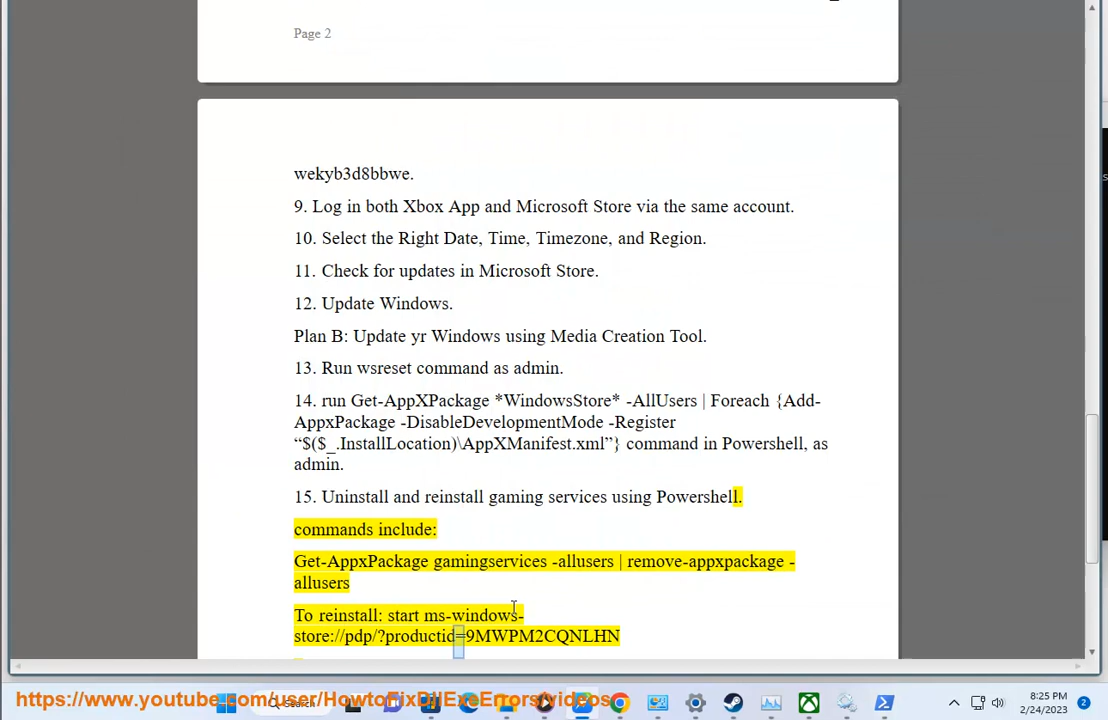 Page 2
wekyb3d8bbwe.
9. Log in both Xbox App and Microsoft Store via the same account.
10. Select the Right Date, Time, Timezone, and Region.
11. Check for updates in Microsoft Store.
12. Update Windows.
Plan B: Update yr Windows using Media Creation Tool.
13. Run wsreset command as admin.
14. run Get-AppXPackage *WindowsStore* -AllUsers | Foreach {Add-
AppxPackage -DisableDevelopmentMode -Register
“$($_.InstallLocation)\AppXManifest.xml”} command in Powershell, as
admin.
15. Uninstall and reinstall gaming services using Powershell.
commands include:
Get-AppxPackage gamingservices -allusers | remove-appxpackage -
allusers
To reinstall: start ms-windows-
store://pdp/?productid=9MWPM2CQNLHN
https://www.youtube.com/user/HowtoFixDllExeErrors/videos
Search
8:25 PM
2/24/2023
2